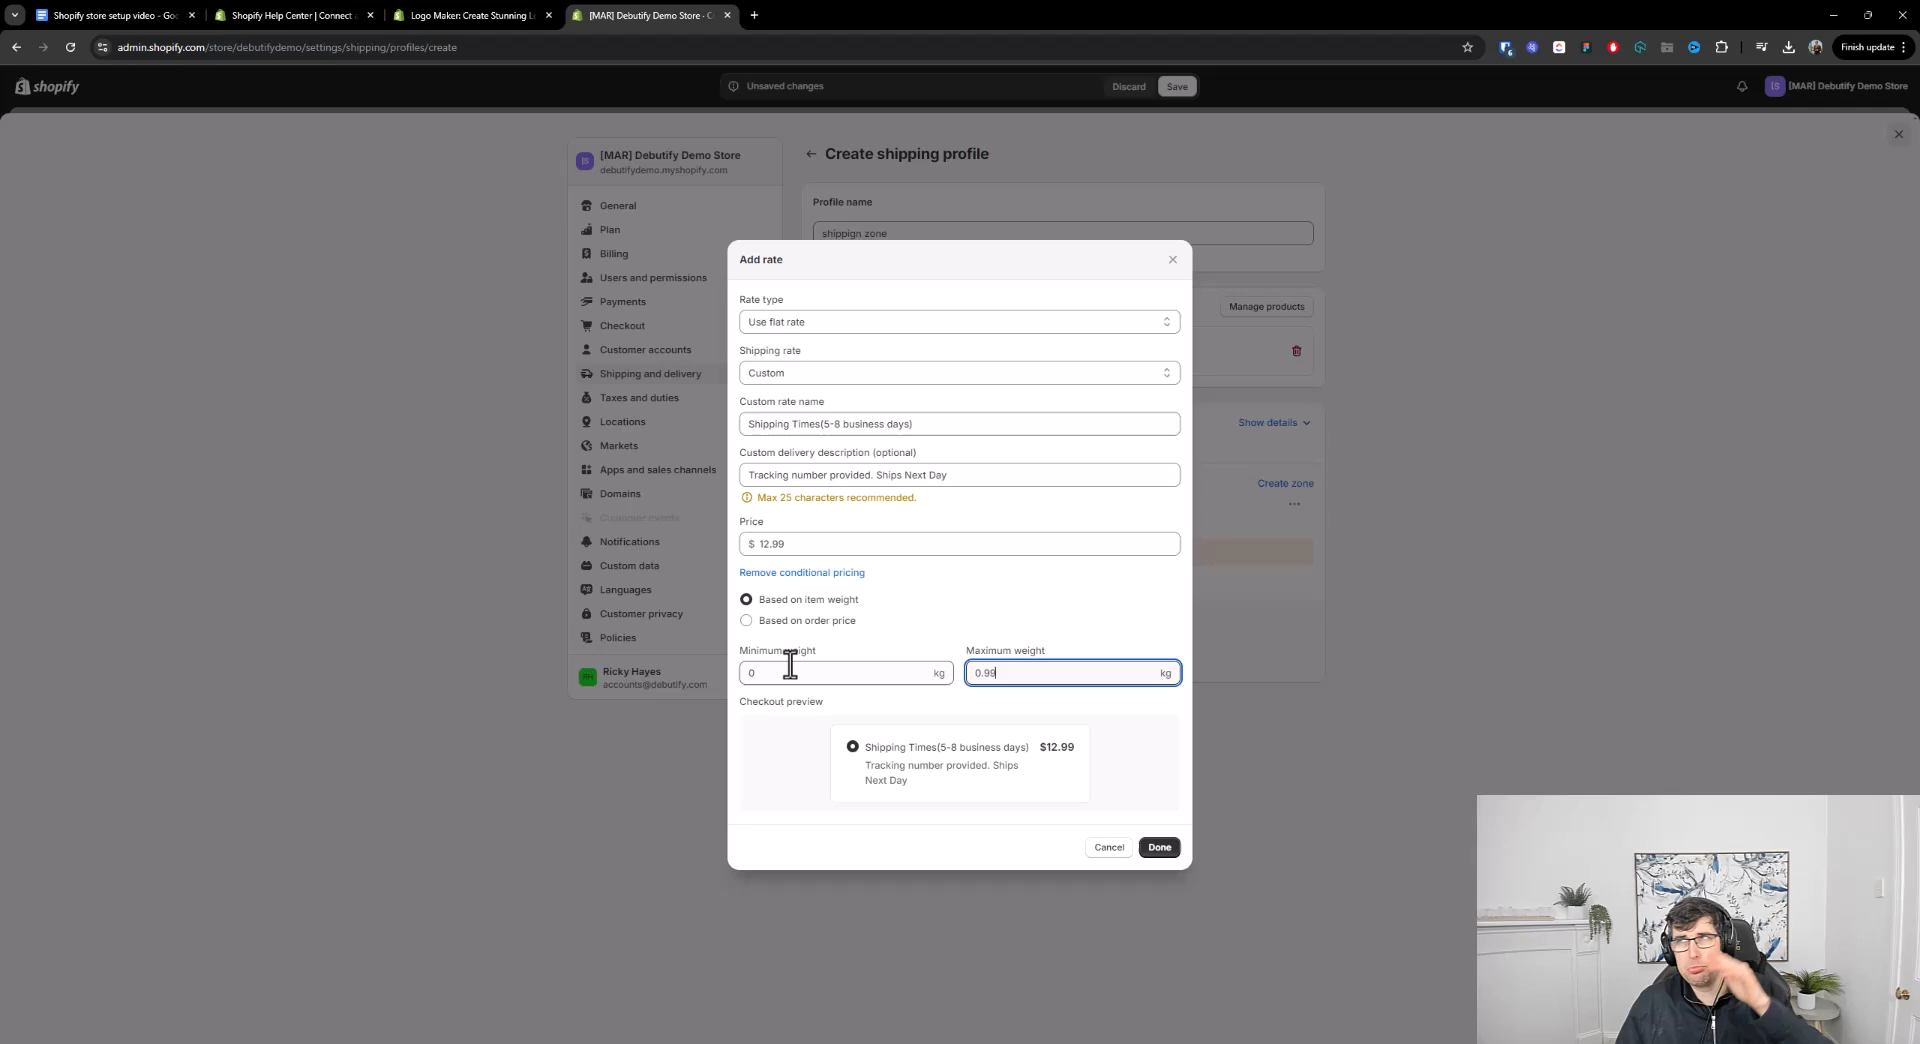 Shopify store setup video - Goo
Shopify Help Center | Connect a
Logo Maker: Create Stunning L
[MAR] Debutify Demo Store · C
admin.shopify.com/store/debutifydemo/settings/shipping/profiles/create
Finish update
shopify
Unsaved changes
Discard
Save
[MAR] Debutify Demo Store
[MAR] Debutify Demo Store
debutifydemo.myshopify.com
General
Plan
Billing
Users and permissions
Payments
Checkout
Customer accounts
Shipping and delivery
Taxes and duties
Locations
Markets
Apps and sales channels
Domains
Customer events
Notifications
Custom data
Languages
Customer privacy
Policies
Ricky Hayes
accounts@debutify.com
Create shipping profile
Profile name
shippign zone
Manage products
Show details
Create zone
Add rate
Rate type
Use flat rate
Shipping rate
Custom
Custom rate name
Shipping Times(5-8 business days)
Custom delivery description (optional)
Tracking number provided. Ships Next Day
Max 25 characters recommended.
Price
$ 12.99
Remove conditional pricing
Based on item weight
Based on order price
Minimum weight
0 kg
Maximum weight
0.99 kg
Checkout preview
Shipping Times(5-8 business days) $12.99
Tracking number provided. Ships
Next Day
Cancel
Done